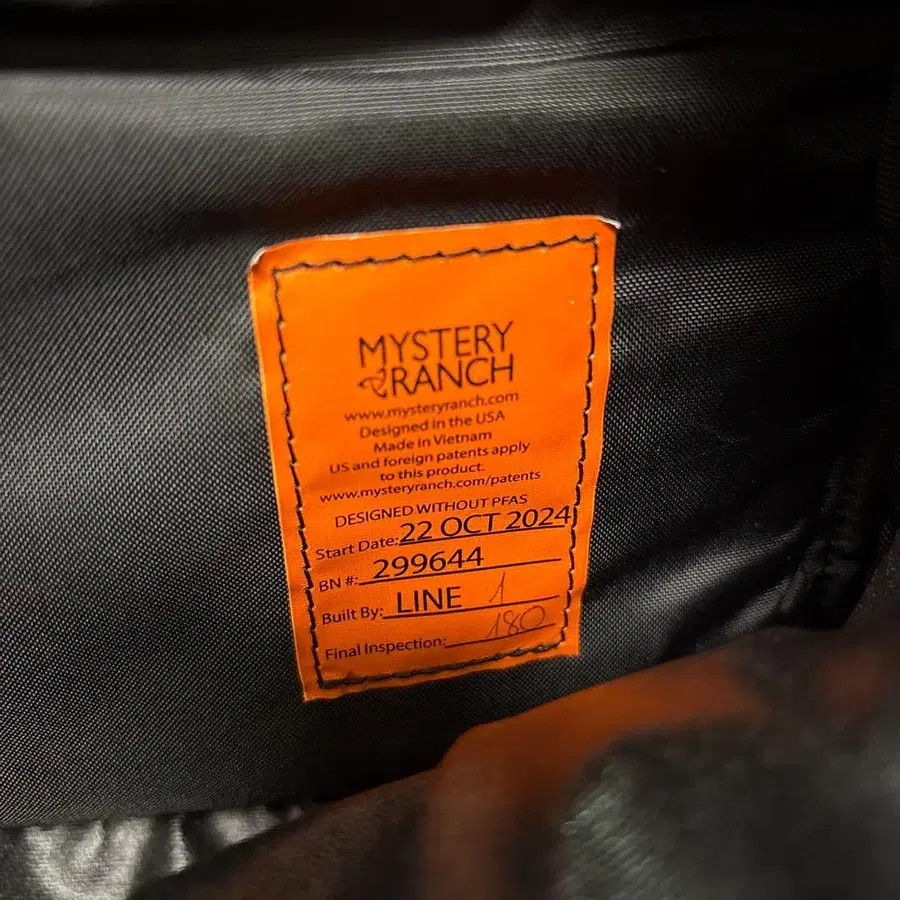 MYSTERY
RANCH
www.mysteryranch.com
Designed in the USA
Made in Vietnam
US and foreign patents apply
to this product.
www.mysteryranch.com/patents
DESIGNED WITHOUT PFAS
Start Date: 22 OCT 2024
BN #: 299644
Built By: LINE 1
Final Inspection: 180